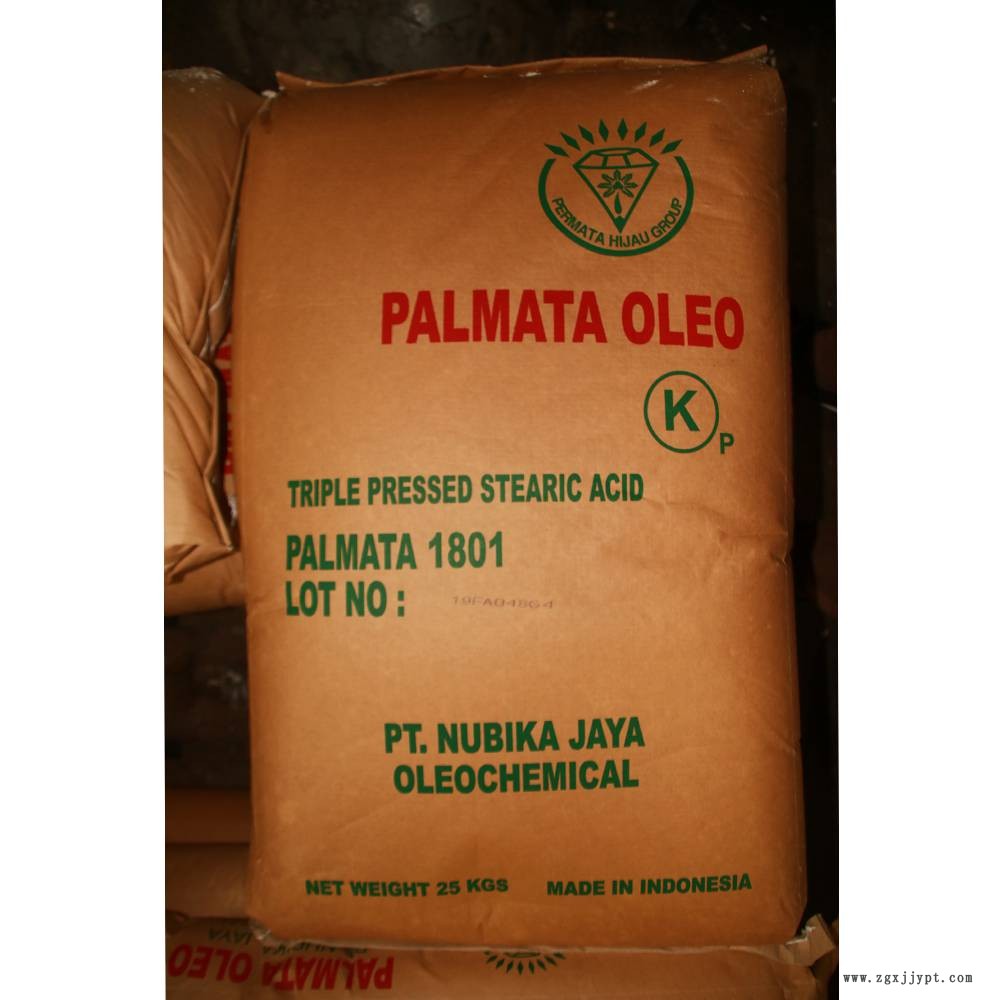 PERMATA HIJAU GROUP
PALMATA OLEO
K
P
TRIPLE PRESSED STEARIC ACID
PALMATA 1801
LOT NO : 19FA04864
PT. NUBIKA JAYA
OLEOCHEMICAL
NET WEIGHT 25 KGS MADE IN INDONESIA
PALMATA OLEO
www.zgxjjypt.com